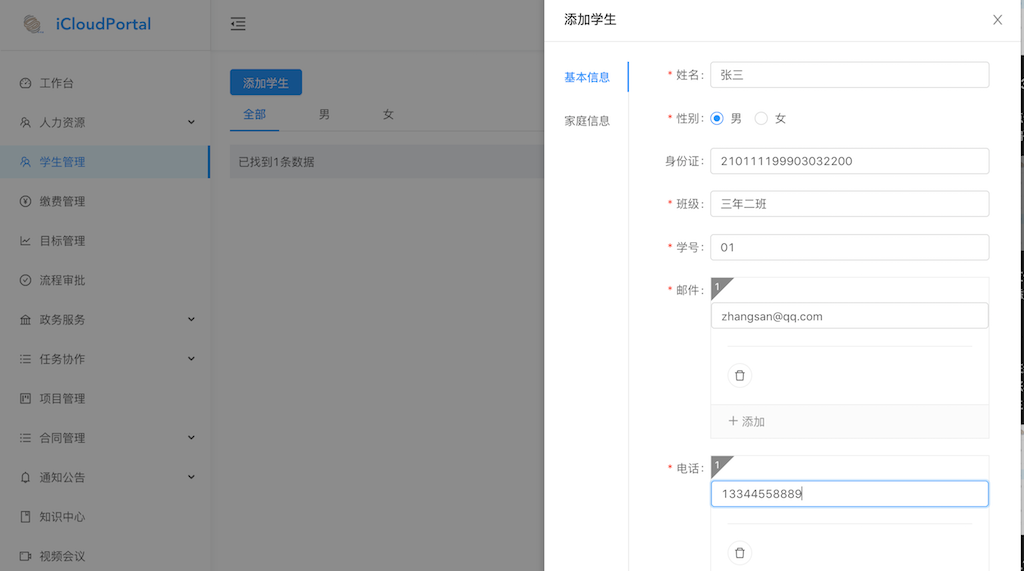 iCloudPortal
工作台
人力资源
学生管理
缴费管理
目标管理
流程审批
政务服务
任务协作
项目管理
合同管理
通知公告
知识中心
视频会议
添加学生
全部 男 女
已找到1条数据
添加学生
基本信息
家庭信息
* 姓名: 张三
* 性别: 男 女
身份证: 210111199903032200
* 班级: 三年二班
* 学号: 01
* 邮件: 1
zhangsan@qq.com
+ 添加
* 电话: 1
13344558889